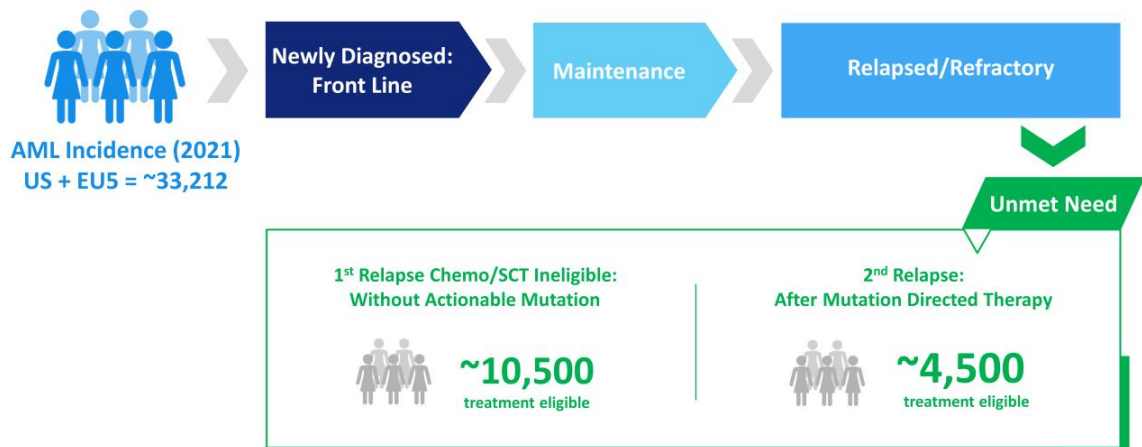 Newly Diagnosed:
Front Line
Maintenance
Relapsed/Refractory
AML Incidence (2021)
US + EU5 = ~33,212
Unmet Need
1st Relapse Chemo/SCT Ineligible:
Without Actionable Mutation
~10,500
treatment eligible
2nd Relapse:
After Mutation Directed Therapy
~4,500
treatment eligible